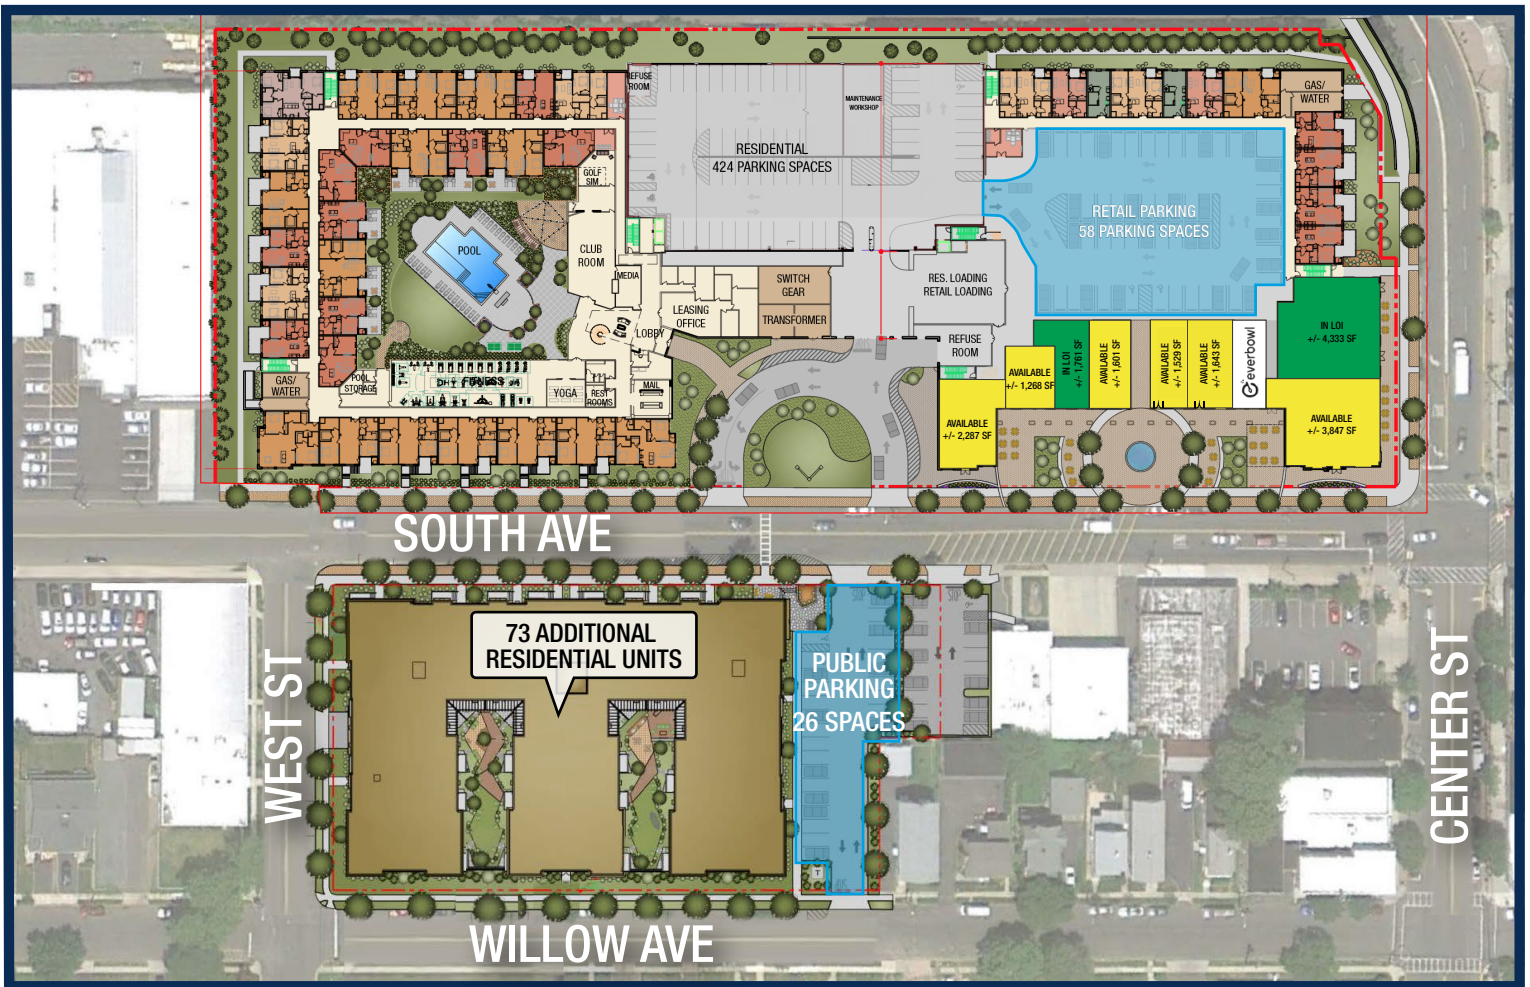 REFUSE
ROOM
MAINTENANCE
WORKSHOP
GAS/
WATER
RESIDENTIAL
424 PARKING SPACES
GOLF
SIM
RETAIL PARKING
58 PARKING SPACES
POOL
CLUB
ROOM
MEDIA
SWITCH
GEAR
RES. LOADING
RETAIL LOADING
LEASING
OFFICE
TRANSFORMER
LOBBY
REFUSE
ROOM
IN LOI
+/- 4,333 SF
AVAILABLE
+/- 1,268 SF
IN LOI
+/- 1,761 SF
AVAILABLE
+/- 1,601 SF
AVAILABLE
+/- 1,529 SF
AVAILABLE
+/- 1,643 SF
everbowl
GAS/
WATER
POOL
STORAGE
FITNESS
YOGA
REST
ROOMS
MAIL
AVAILABLE
+/- 2,287 SF
AVAILABLE
+/- 3,847 SF
SOUTH AVE
STOP
STOP
73 ADDITIONAL
RESIDENTIAL UNITS
PUBLIC
PARKING
26 SPACES
WEST ST
CENTER ST
T
WILLOW AVE